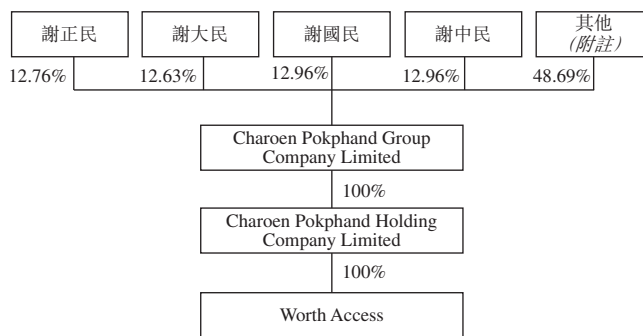 謝正民
謝大民
謝國民
謝中民
其他
(附註)
12.76%
12.63%
12.96%
12.96%
48.69%
Charoen Pokphand Group
Company Limited
100%
Charoen Pokphand Holding
Company Limited
100%
Worth Access